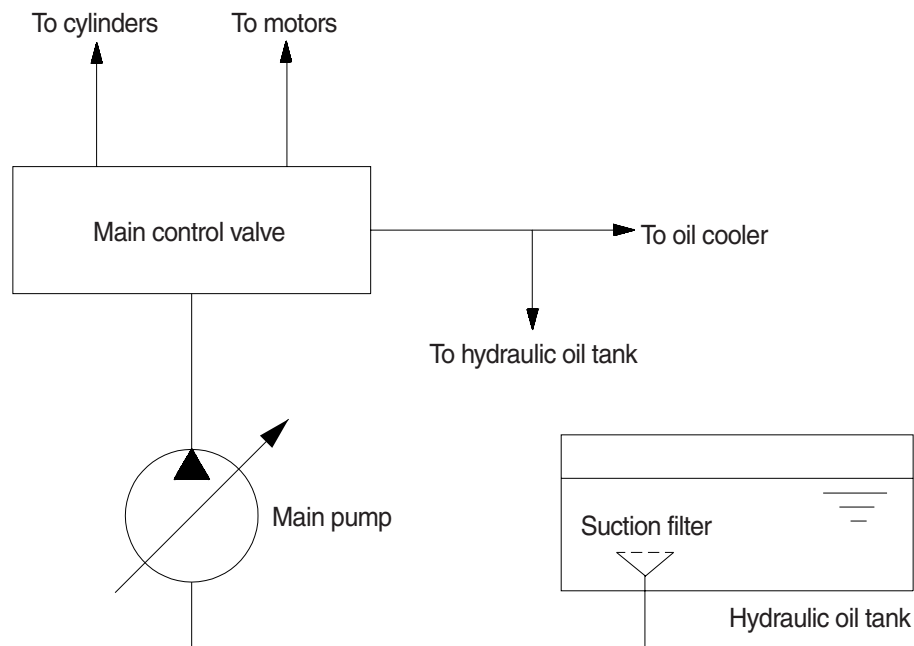 To cylinders
To motors
Main control valve
To oil cooler
To hydraulic oil tank
Main pump
Suction filter
Hydraulic oil tank